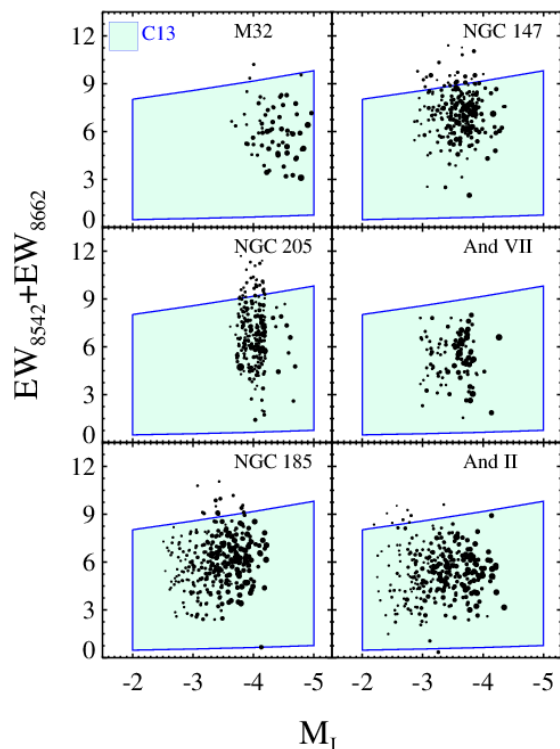 C13
M32
NGC 147
12
9
6
3
0
NGC 205
And VII
12
9
6
3
0
NGC 185
And II
12
9
6
3
0
EW8542+EW8662
-2 -3 -4 -5 -2 -3 -4 -5
MI